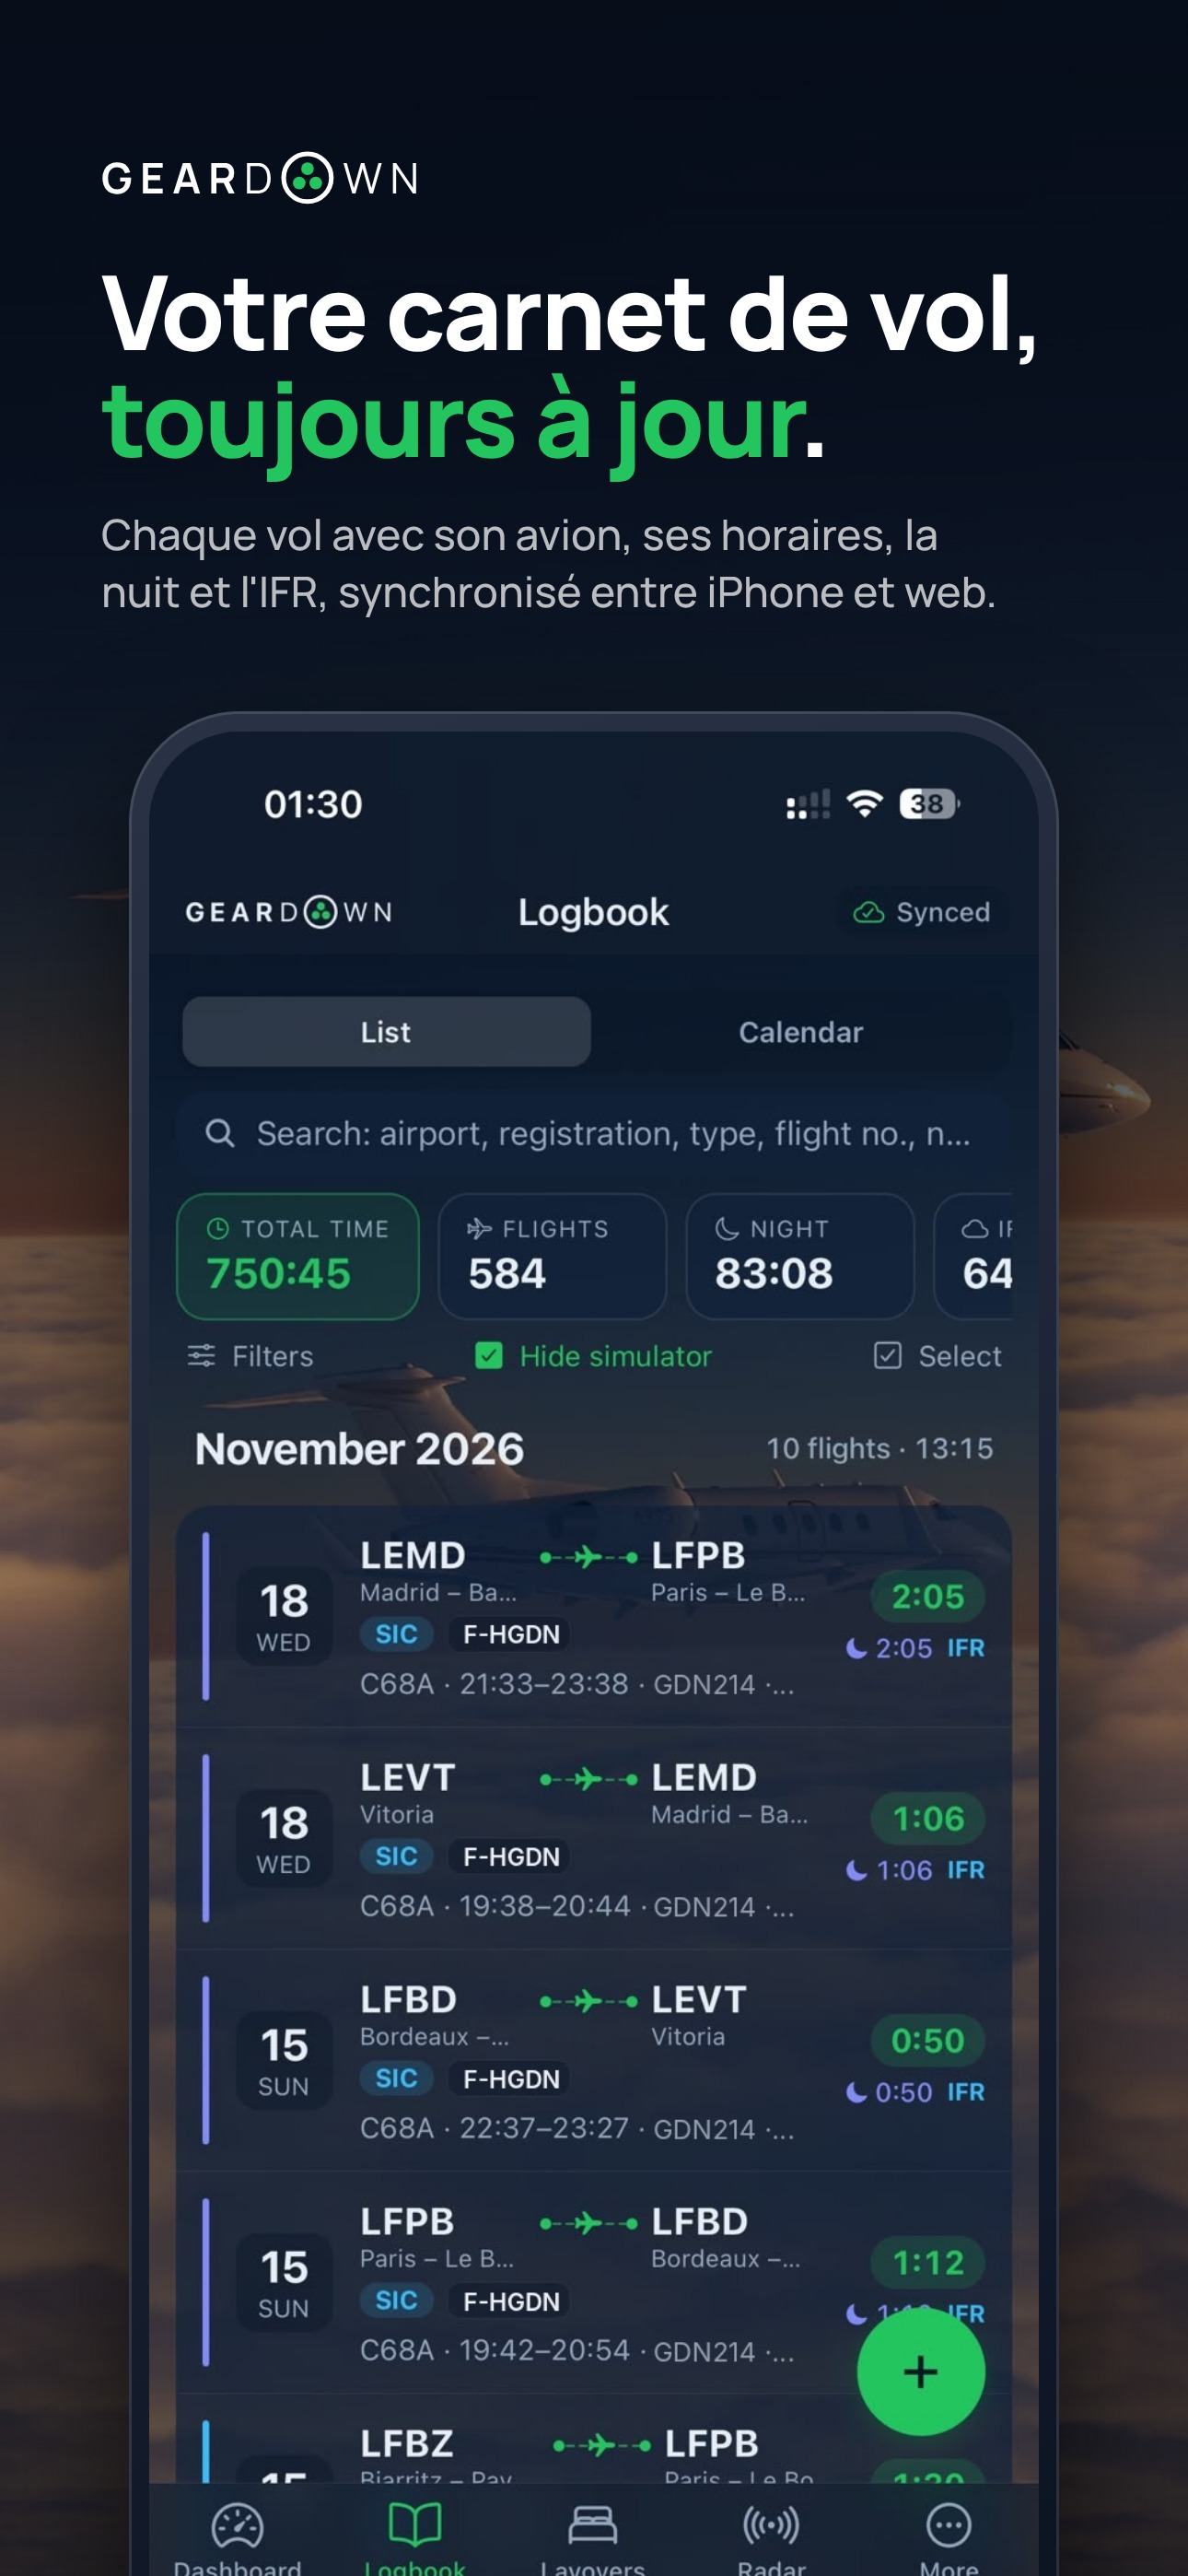 GEARDOWN
Votre carnet de vol,
toujours à jour.
Chaque vol avec son avion, ses horaires, la
nuit et l'IFR, synchronisé entre iPhone et web.
01:30 38
GEARDOWN Logbook Synced
List Calendar
Search: airport, registration, type, flight no., n...
TOTAL TIME FLIGHTS NIGHT
750:45 584 83:08 64
Filters Hide simulator Select
November 2026 10 flights · 13:15
LEMD LFPB
18 Madrid – Ba... Paris – Le B... 2:05
WED SIC F-HGDN 2:05 IFR
C68A · 21:33–23:38 · GDN214 ·...
LEVT LEMD
18 Vitoria Madrid – Ba... 1:06
WED SIC F-HGDN 1:06 IFR
C68A · 19:38–20:44 · GDN214 ·...
LFBD LEVT
15 Bordeaux –... Vitoria 0:50
SUN SIC F-HGDN 0:50 IFR
C68A · 22:37–23:27 · GDN214 ·...
LFPB LFBD
15 Paris – Le B... Bordeaux –... 1:12
SUN SIC F-HGDN IFR
C68A · 19:42–20:54 · GDN214 ·...
LFBZ LFPB
Dashboard Logbook Layovers Radar More